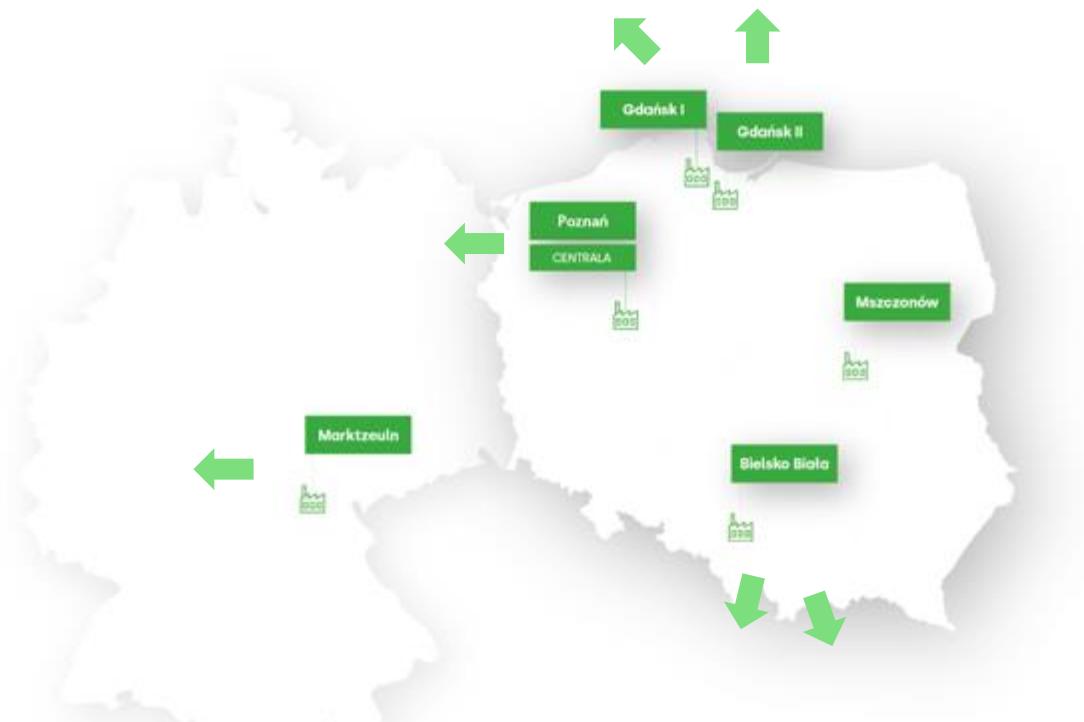 Gdańsk I
Gdańsk II
Poznań
CENTRALA
Mszczonów
Marktzeuln
Bielsko Biała